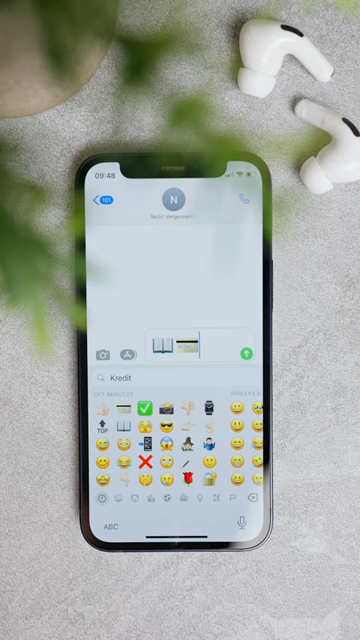 09:48
101
N
Nicht Vergessen!
Kredit
OFT BENUTZT
SMILEYS &
TOP
ABC